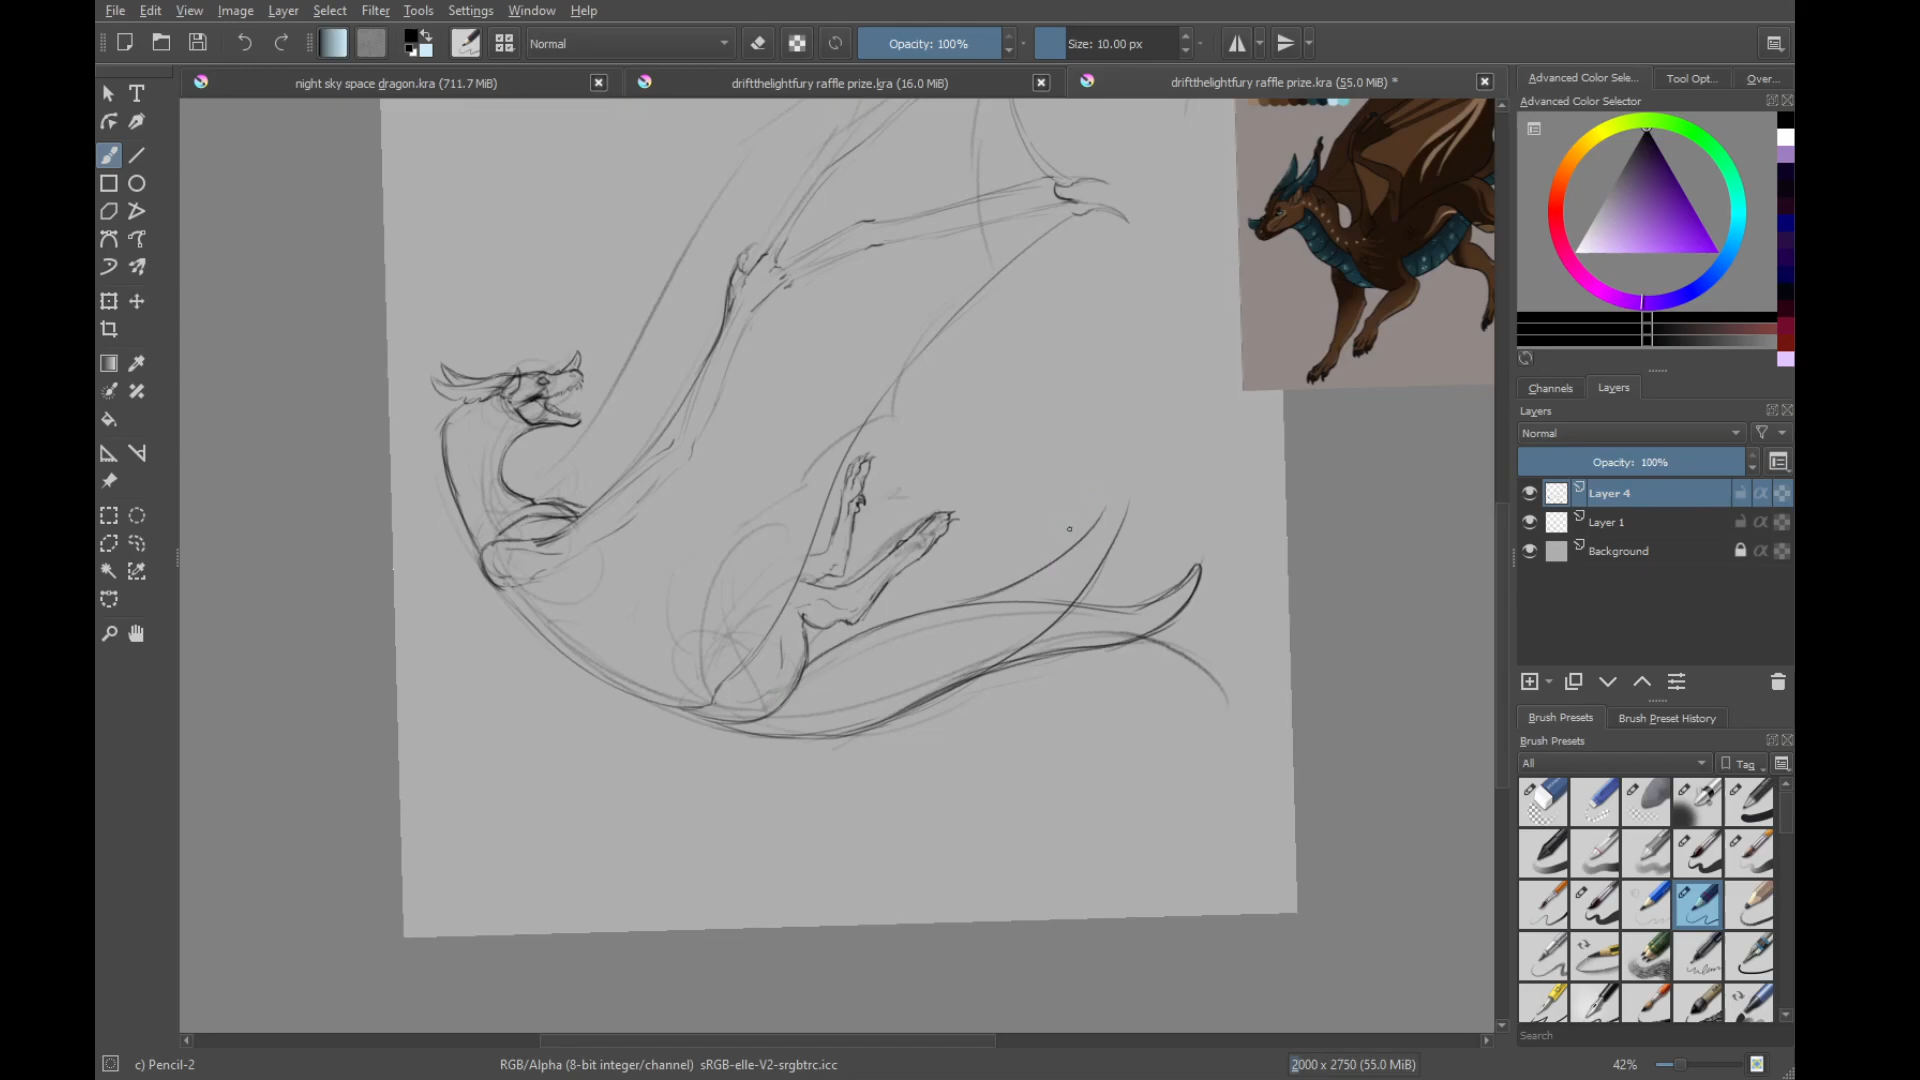 File Edit View Select Filter Tools Settings Window Help
Image Layer
Normal
Opacity: 100%
Size: 10.00 px
night sky space dragon.kra (711.7 MiB)
driftthelightfury raffle prize.kra (16.0 MiB)
driftthelightfury raffle prize.kra (55.0 MiB) *
Advanced Color Sele...
Tool Opt...
Over...
Advanced Color Selector
Channels
Layers
Layers
Normal
Opacity: 100%
Layer 4
Layer 1
Background
Brush Presets
Brush Preset History
Brush Presets
All
Tag
Search
c) Pencil-2
RGB/Alpha (8-bit integer/channel) sRGB-elle-V2-srgbtrc.icc
2000 x 2750 (55.0 MiB)
42%